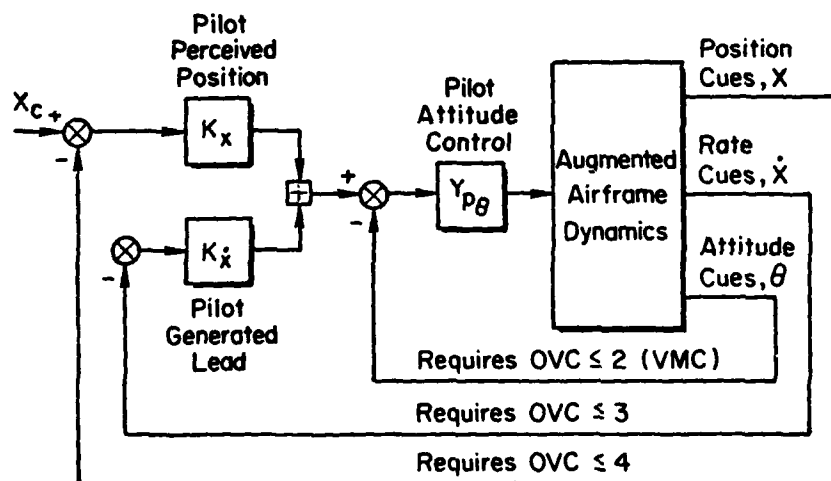 Pilot
Perceived
Position
X_c +
-
K_x
Pilot
Attitude
Control
+
-
+
Y_pθ
Augmented
Airframe
Dynamics
Position
Cues, X
Rate
Cues, Ẋ
Attitude
Cues, θ
-
K_ẋ
Pilot
Generated
Lead
Requires OVC ≤ 2 (VMC)
Requires OVC ≤ 3
Requires OVC ≤ 4